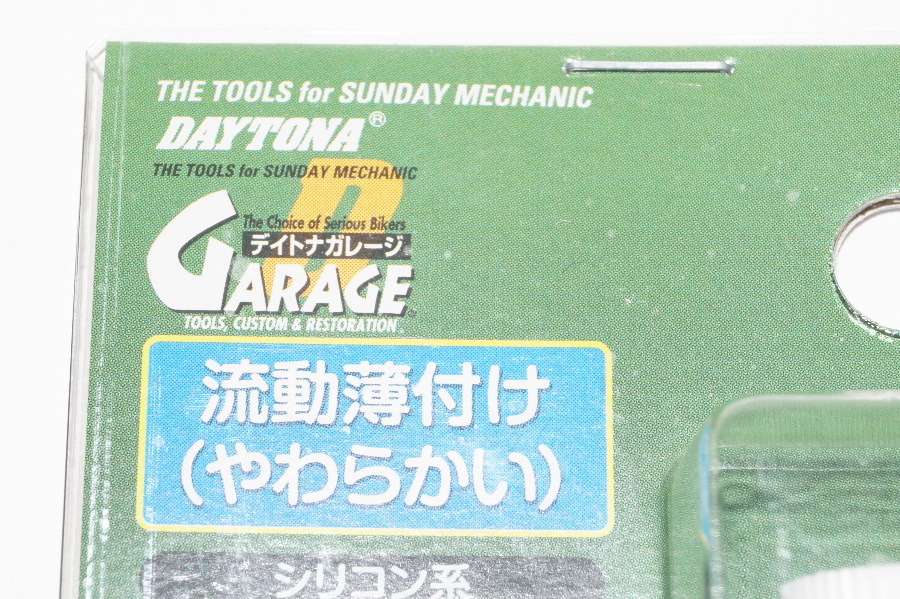 THE TOOLS for SUNDAY MECHANIC
DAYTONA®
THE TOOLS for SUNDAY MECHANIC
The Choice of Serious Bikers
デイトナガレージ
GARAGE
TOOLS, CUSTOM & RESTORATION.
流動薄付け
(やわらかい)
シリコン系